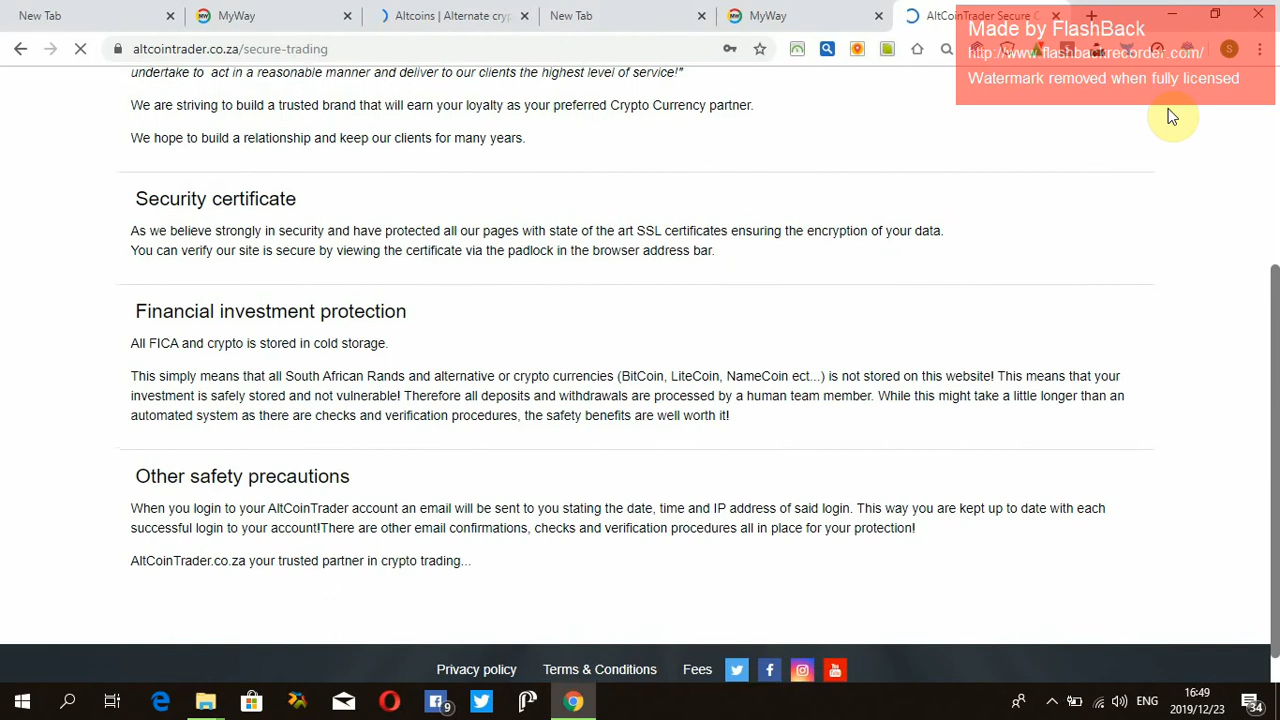 New Tab
MyWay
Altcoins | Alternate cryp
New Tab
MyWay
AltCoinTrader Secure C
altcointrader.co.za/secure-trading
Made by FlashBack
http://www.flashbackrecorder.com/
Watermark removed when fully licensed
undertake to act in a reasonable manner and deliver to our clients the highest level of service!"
We are striving to build a trusted brand that will earn your loyalty as your preferred Crypto Currency partner.
We hope to build a relationship and keep our clients for many years.
Security certificate
As we believe strongly in security and have protected all our pages with state of the art SSL certificates ensuring the encryption of your data.
You can verify our site is secure by viewing the certificate via the padlock in the browser address bar.
Financial investment protection
All FICA and crypto is stored in cold storage.
This simply means that all South African Rands and alternative or crypto currencies (BitCoin, LiteCoin, NameCoin ect...) is not stored on this website! This means that your
investment is safely stored and not vulnerable! Therefore all deposits and withdrawals are processed by a human team member. While this might take a little longer than an
automated system as there are checks and verification procedures, the safety benefits are well worth it!
Other safety precautions
When you login to your AltCoinTrader account an email will be sent to you stating the date, time and IP address of said login. This way you are kept up to date with each
successful login to your account!There are other email confirmations, checks and verification procedures all in place for your protection!
AltCoinTrader.co.za your trusted partner in crypto trading...
Privacy policy Terms & Conditions Fees
9
ENG
16:49
2019/12/23
34